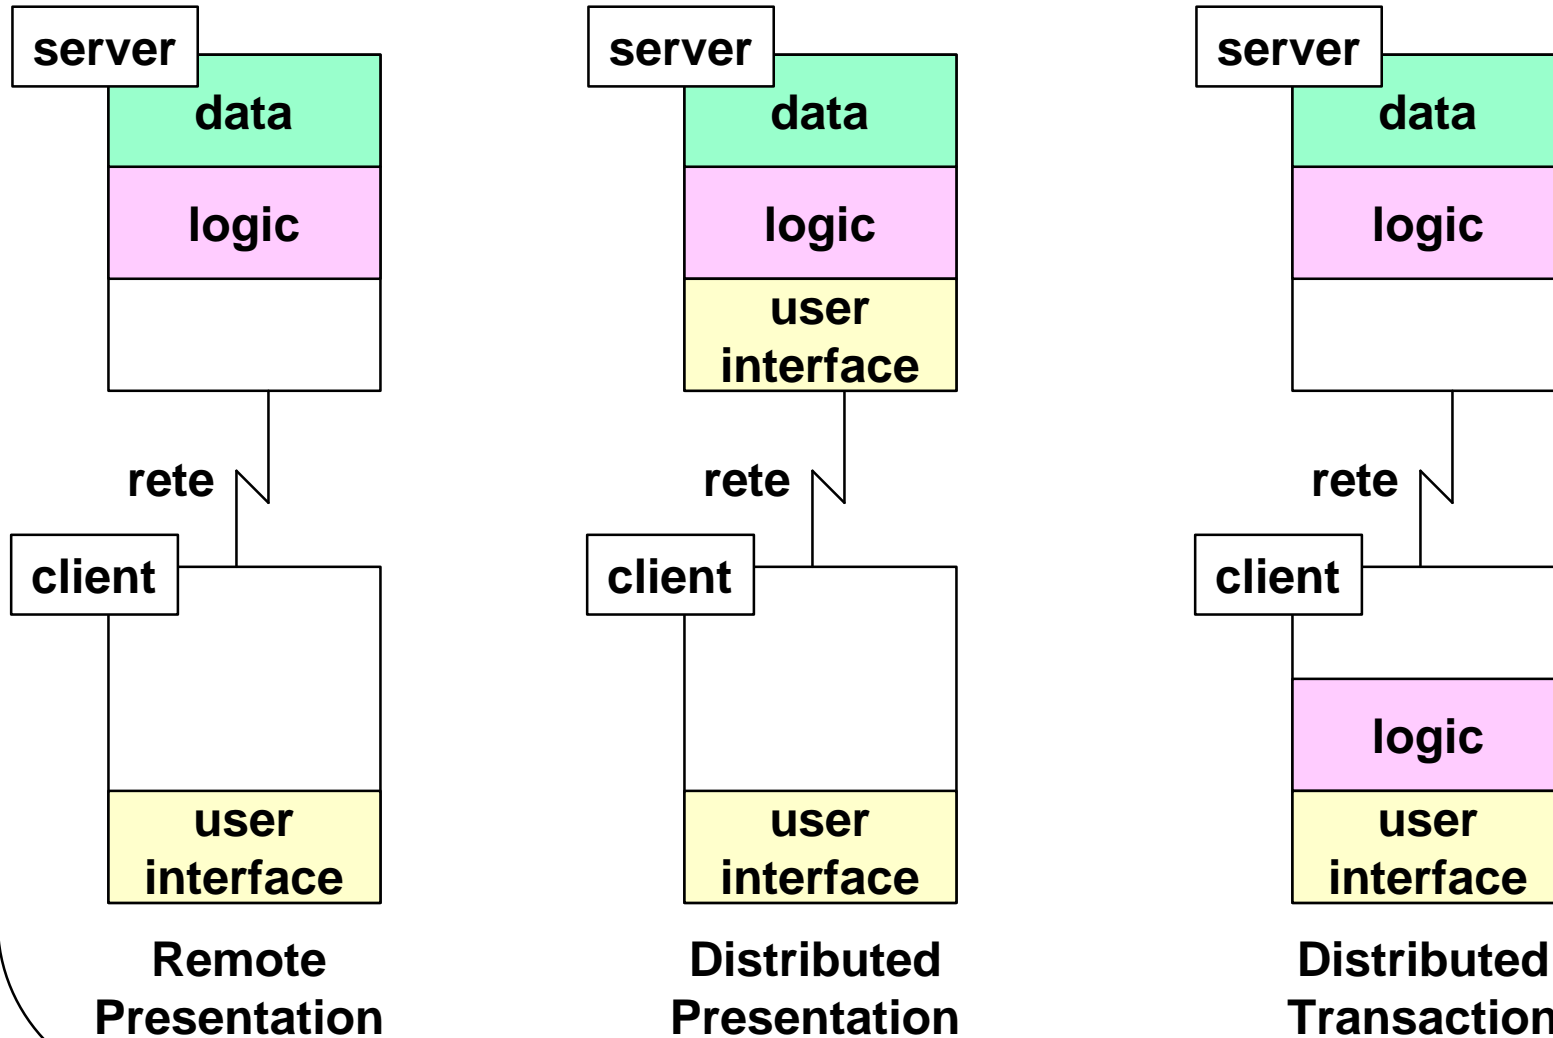 server
data
logic
rete
client
user
interface
Remote
Presentation
server
data
logic
user
interface
rete
client
user
interface
Distributed
Presentation
server
data
logic
rete
client
logic
user
interface
Distributed
Transaction